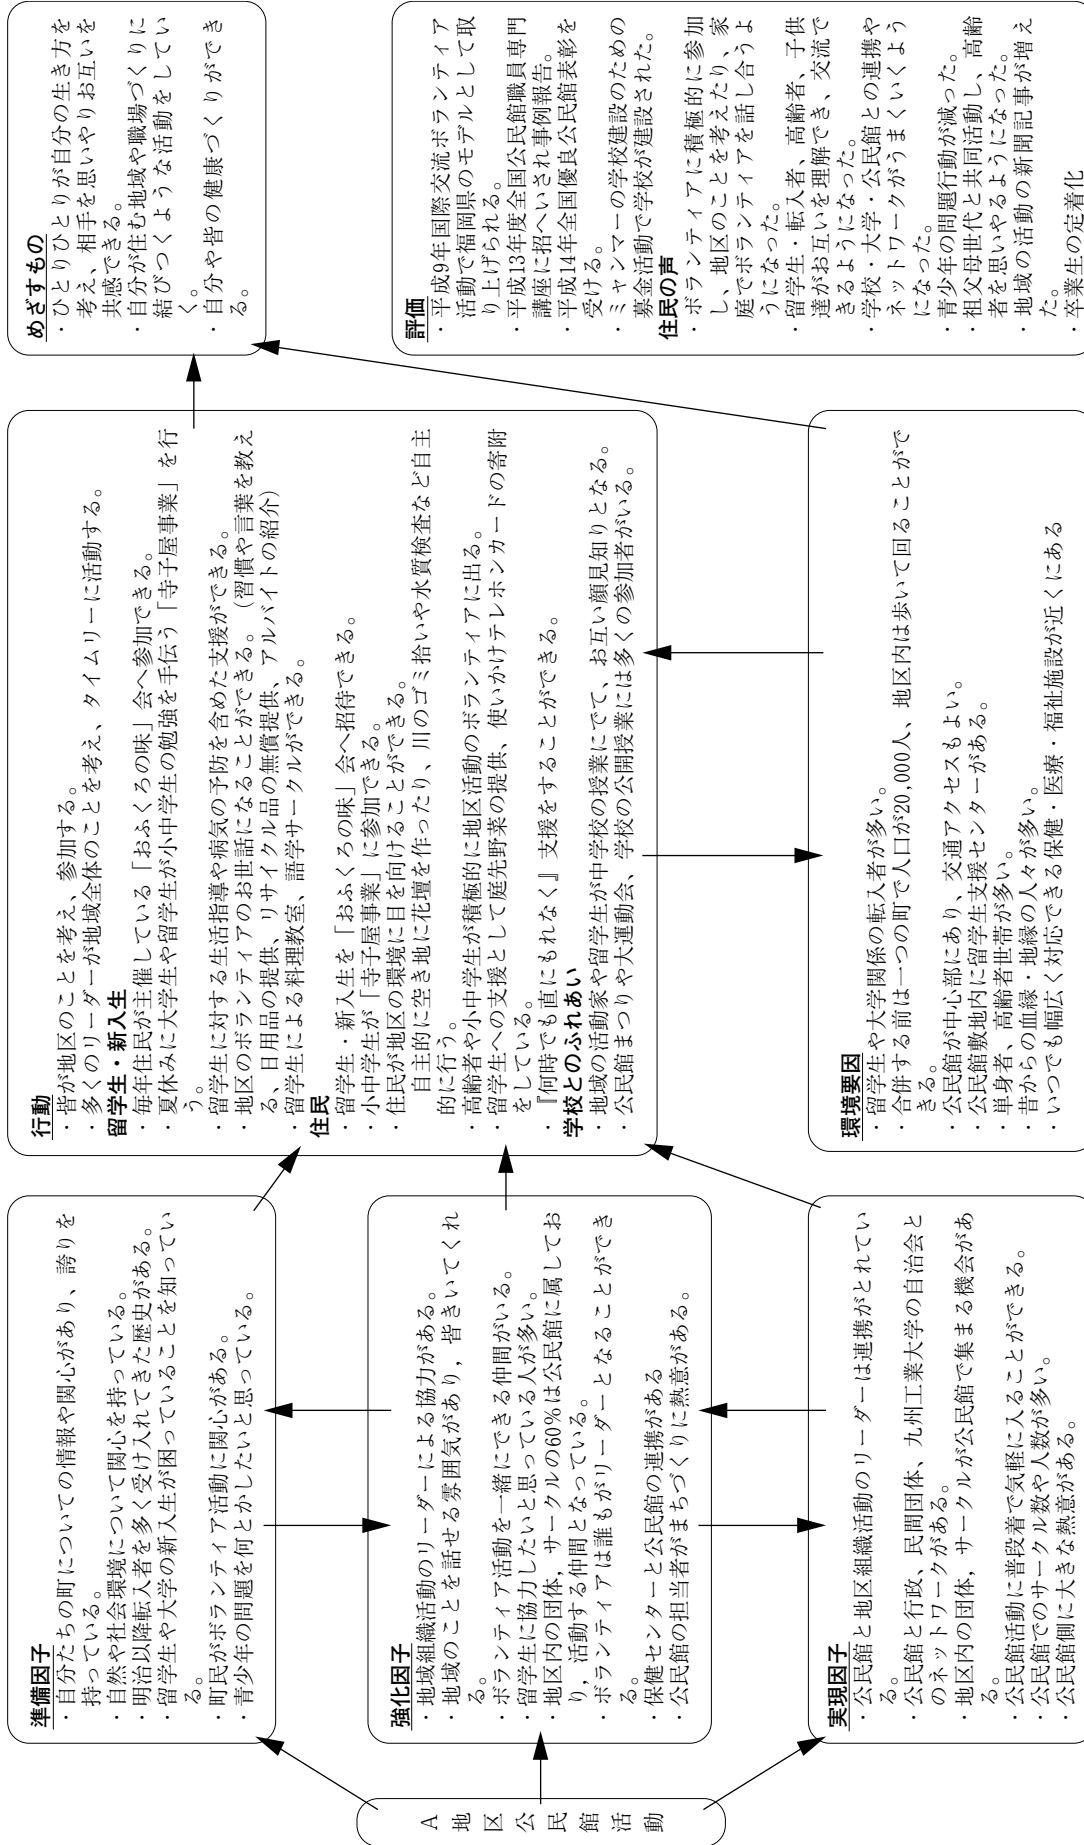 A地区公民館活動
準備因子
・自分たちの町についての情報や関心があり、誇りを
持っている。
・自然や社会環境について関心を持っている。
・明治以降転入者を多く受け入れてきた歴史がある。
・留学生や大学の新入生が困っていることを知ってい
る。
・町民がボランティア活動に関心がある。
・青少年の問題を何とかしたいと思っている。
強化因子
・地域組織活動のリーダーによる協力がある。
・地域のことを話せる雰囲気があり，皆きいてくれ
る。
・ボランティア活動を一緒にできる仲間がいる。
・留学生に協力したいと思っている人が多い。
・地区内の団体，サークルの60%は公民館に属してお
り，活動する仲間となっている。
・ボランティアは誰もがリーダーとなることができ
る。
・保健センターと公民館の連携がある
・公民館の担当者がまちづくりに熱意がある。
実現因子
・公民館と地区組織活動のリーダーは連携がとれてい
る。
・公民館と行政、民間団体、九州工業大学の自治会と
のネットワークがある。
・地区内の団体，サークルが公民館で集まる機会があ
る。
・公民館活動に普段着で気軽に入ることができる。
・公民館でのサークル数や人数が多い。
・公民館側に大きな熱意がある。
行動
・皆が地区のことを考え、参加する。
・多くのリーダーが地域全体のことを考え、タイムリーに活動する。
留学生・新入生
・毎年住民が主催している「おふくろの味」会へ参加できる。
・夏休みに大学生や留学生が小中学生の勉強を手伝う「寺子屋事業」を行
う。
・留学生に対する生活指導や病気の予防を含めた支援ができる。
・地区のボランティアのお世話になることができる。（習慣や言葉を教え
る、日用品の提供、リサイクル品の無償提供、アルバイトの紹介）
・留学生による料理教室、語学サークルができる。
住民
・留学生・新入生を「おふくろの味」会へ招待できる。
・小中学生が「寺子屋事業」に参加できる。
・住民が地区の環境に目を向けることができる。
自主的に空き地に花壇を作ったり、川のゴミ拾いや水質検査など自主
的に行う。
・高齢者や小中学生が積極的に地区活動のボランティアに出る。
・留学生への支援として庭先野菜の提供、使いかけテレホンカードの寄附
をしている。
・『何時でも直にもれなく』支援をすることができる。
学校とのふれあい
・地域の活動家や留学生が中学校の授業にでて、お互い顔見知りとなる。
・公民館まつりや大運動会、学校の公開授業には多くの参加者がいる。
環境要因
・留学生や大学関係の転入者が多い。
・合併する前は一つの町で人口が20,000人、地区内は歩いて回ることがで
きる。
・公民館が中心部にあり、交通アクセスもよい。
・公民館敷地内に留学生支援センターがある。
・単身者、高齢者世帯が多い。
・昔からの血縁・地縁の人々が多い。
・いつでも幅広く対応できる保健・医療・福祉施設が近くにある
めざすもの
・ひとりひとりが自分の生き方を
考え、相手を思いやりお互いを
共感できる。
・自分が住む地域や職場づくりに
結びつくような活動をしてい
く。
・自分や皆の健康づくりができ
る。
評価
・平成9年国際交流ボランティア
活動で福岡県のモデルとして取
り上げられる。
・平成13年度全国公民館職員専門
講座に招へいされ事例報告。
・平成14年全国優良公民館表彰を
受ける。
・ミャンマーの学校建設のための
募金活動で学校が建設された。
住民の声
・ボランティアに積極的に参加
し、地区のことを考えたり、家
庭でボランティアを話し合うよ
うになった。
・留学生・転入者、高齢者、子供
達がお互いを理解でき、交流で
きるようになった。
・学校・大学・公民館との連携や
ネットワークがうまくいくよう
になった。
・青少年の問題行動が減った。
・祖父母世代と共同活動し、高齢
者を思いやるようになった。
・地域の活動の新聞記事が増え
た。
・卒業生の定着化